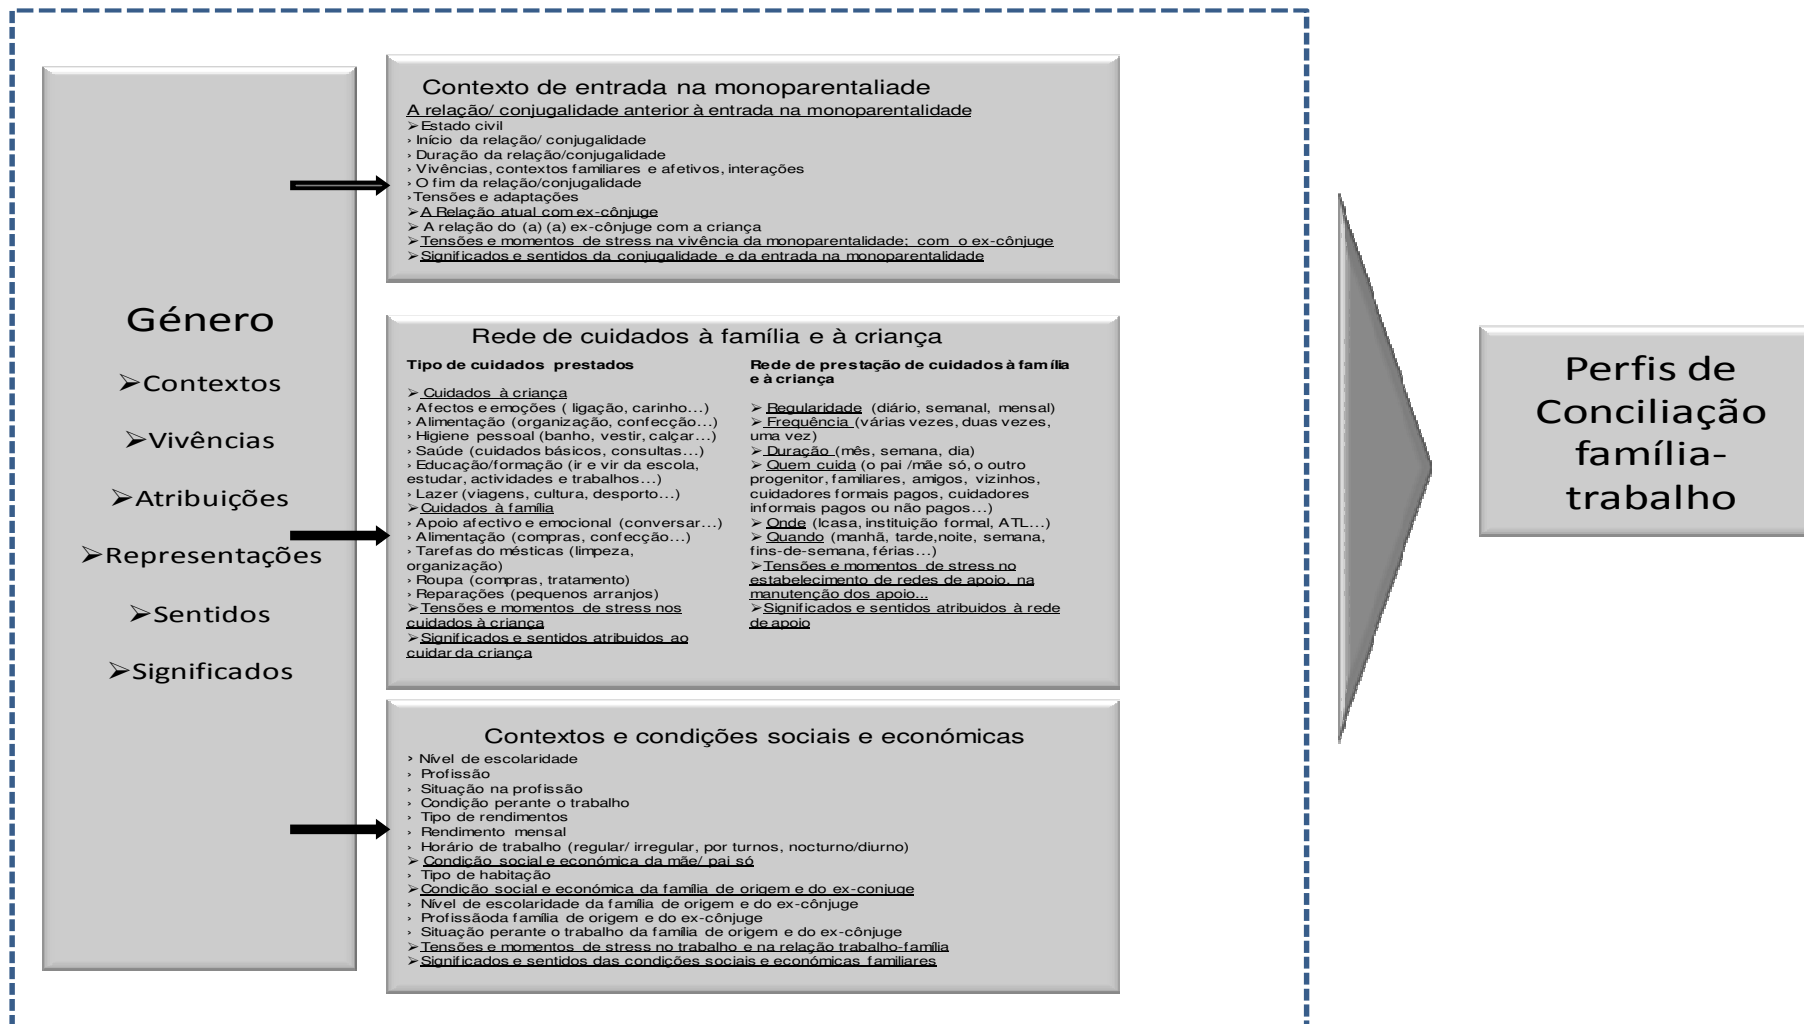 Género
➢Contextos
➢Vivências
➢Atribuições
➢Representações
➢Sentidos
➢Significados
Contexto de entrada na monoparentaliade
A relação/ conjugalidade anterior à entrada na monoparentalidade
➢Estado civil
› Início da relação/ conjugalidade
› Duração da relação/conjugalidade
› Vivências, contextos familiares e afetivos, interações
› O fim da relação/conjugalidade
›Tensões e adaptações
➢A Relação atual com ex-cônjuge
➢ A relação do (a) (a) ex-cônjuge com a criança
➢Tensões e momentos de stress na vivência da monoparentalidade; com o ex-cônjuge
➢Significados e sentidos da conjugalidade e da entrada na monoparentalidade
Rede de cuidados à família e à criança
Tipo de cuidados prestados
➢ Cuidados à criança
› Afectos e emoções ( ligação, carinho...)
› Alimentação (organização, confecção...)
› Higiene pessoal (banho, vestir, calçar...)
› Saúde (cuidados básicos, consultas...)
› Educação/formação (ir e vir da escola,
estudar, actividades e trabalhos...)
› Lazer (viagens, cultura, desporto...)
➢Cuidados à família
› Apoio afectivo e emocional (conversar...)
› Alimentação (compras, confecção...)
› Tarefas do mésticas (limpeza,
organização)
› Roupa (compras, tratamento)
› Reparações (pequenos arranjos)
➢Tensões e momentos de stress nos
cuidados à criança
➢Significados e sentidos atribuidos ao
cuidar da criança
Rede de prestação de cuidados à família
e à criança
➢ Regularidade (diário, semanal, mensal)
➢ Frequência (várias vezes, duas vezes,
uma vez)
➢ Duração (mês, semana, dia)
➢ Quem cuida (o pai /mãe só, o outro
progenitor, familiares, amigos, vizinhos,
cuidadores formais pagos, cuidadores
informais pagos ou não pagos...)
➢ Onde (lcasa, instituição formal, ATL...)
➢ Quando (manhã, tarde,noite, semana,
fins-de-semana, férias...)
➢Tensões e momentos de stress no
estabelecimento de redes de apoio, na
manutenção dos apoio...
➢Significados e sentidos atribuidos à rede
de apoio
Contextos e condições sociais e económicas
› Nível de escolaridade
› Profissão
› Situação na profissão
› Condição perante o trabalho
› Tipo de rendimentos
› Rendimento mensal
› Horário de trabalho (regular/ irregular, por turnos, nocturno/diurno)
➢ Condição social e económica da mãe/ pai só
› Tipo de habitação
➢Condição social e económica da família de origem e do ex-conjuge
› Nível de escolaridade da família de origem e do ex-cônjuge
› Profissãoda família de origem e do ex-cônjuge
› Situação perante o trabalho da família de origem e do ex-cônjuge
➢Tensões e momentos de stress no trabalho e na relação trabalho-família
➢Significados e sentidos das condições sociais e económicas familiares
Perfis de
Conciliação
família-
trabalho